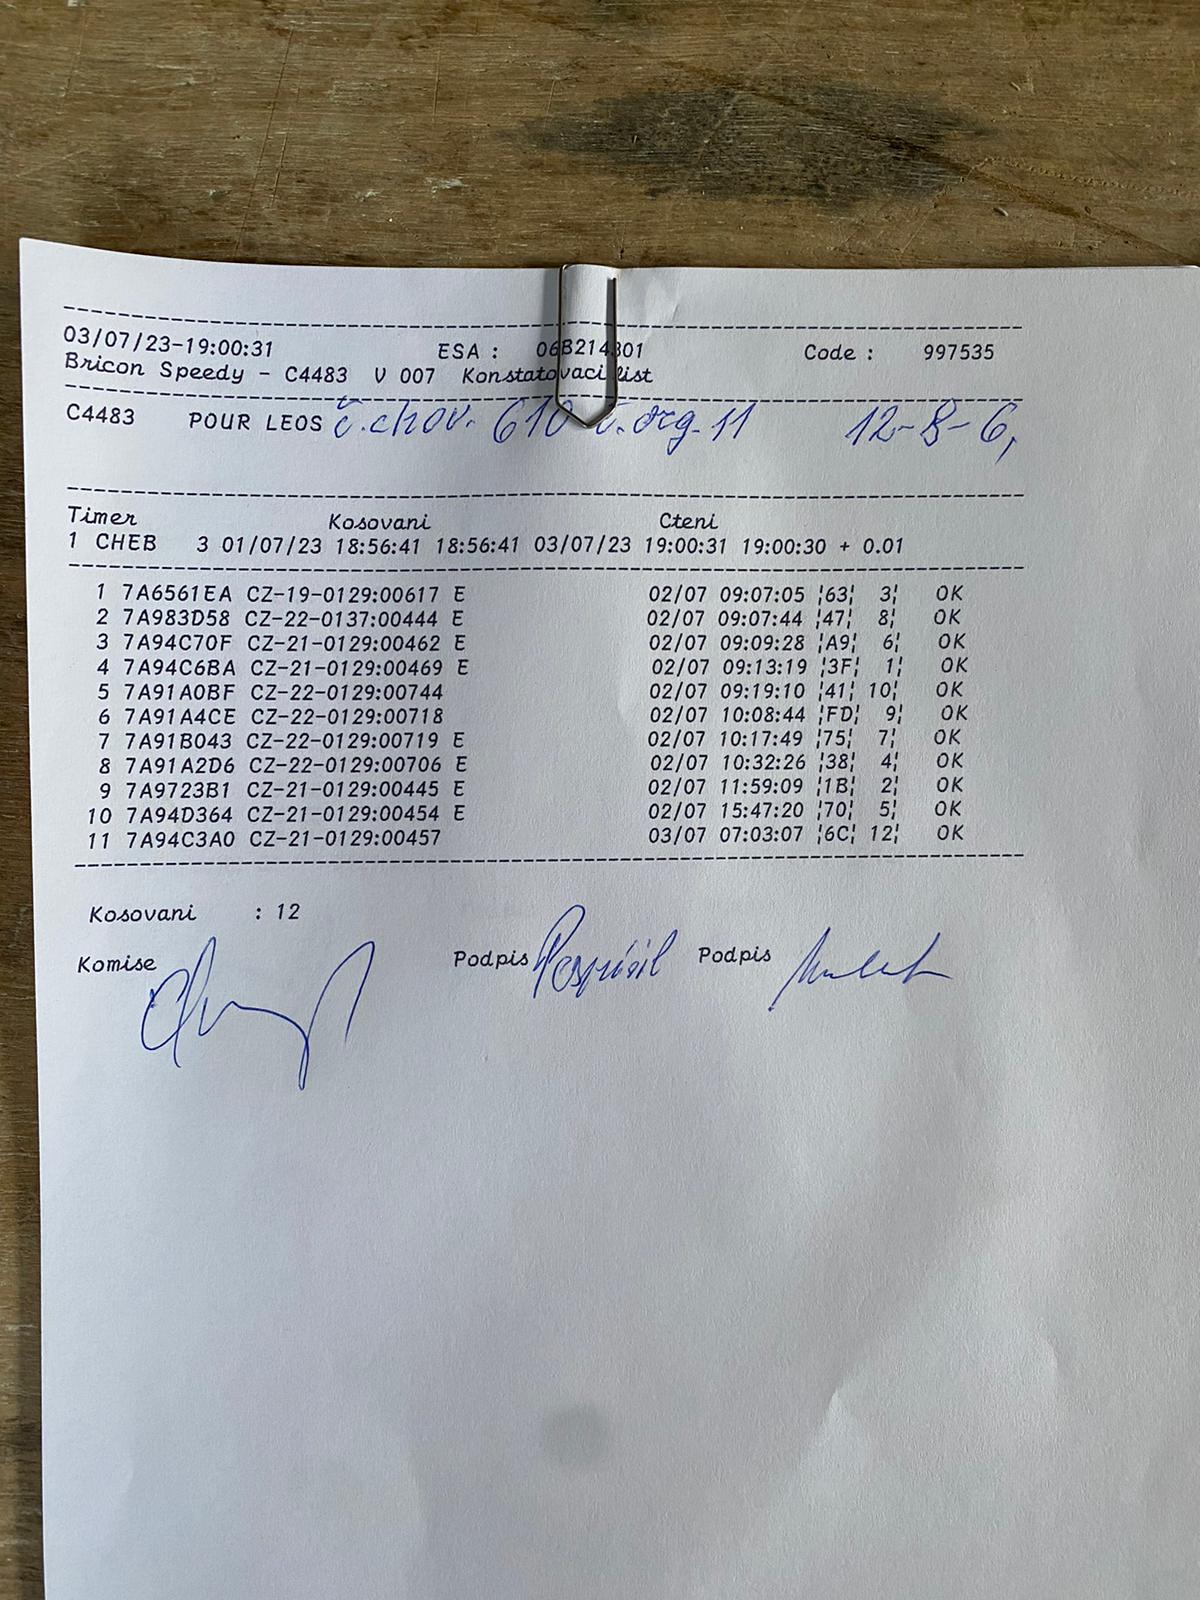 03/07/23-19:00:31 ESA : 06B214801 Code : 997535
Bricon Speedy - C4483 V 007 Konstatovaci list
C4483 POUR LEOS č.chov. 610 č.org. 11 12-8-6,
Timer Kosovani Cteni
1 CHEB 3 01/07/23 18:56:41 18:56:41 03/07/23 19:00:31 19:00:30 + 0.01
1 7A6561EA CZ-19-0129:00617 E 02/07 09:07:05 ¦63¦ 3¦ OK
2 7A983D58 CZ-22-0137:00444 E 02/07 09:07:44 ¦47¦ 8¦ OK
3 7A94C70F CZ-21-0129:00462 E 02/07 09:09:28 ¦A9¦ 6¦ OK
4 7A94C6BA CZ-21-0129:00469 E 02/07 09:13:19 ¦3F¦ 1¦ OK
5 7A91A0BF CZ-22-0129:00744 02/07 09:19:10 ¦41¦ 10¦ OK
6 7A91A4CE CZ-22-0129:00718 02/07 10:08:44 ¦FD¦ 9¦ OK
7 7A91B043 CZ-22-0129:00719 E 02/07 10:17:49 ¦75¦ 7¦ OK
8 7A91A2D6 CZ-22-0129:00706 E 02/07 10:32:26 ¦38¦ 4¦ OK
9 7A9723B1 CZ-21-0129:00445 E 02/07 11:59:09 ¦1B¦ 2¦ OK
10 7A94D364 CZ-21-0129:00454 E 02/07 15:47:20 ¦70¦ 5¦ OK
11 7A94C3A0 CZ-21-0129:00457 03/07 07:03:07 ¦6C¦ 12¦ OK
Kosovani : 12
Komise Podpis Pospíšil Podpis